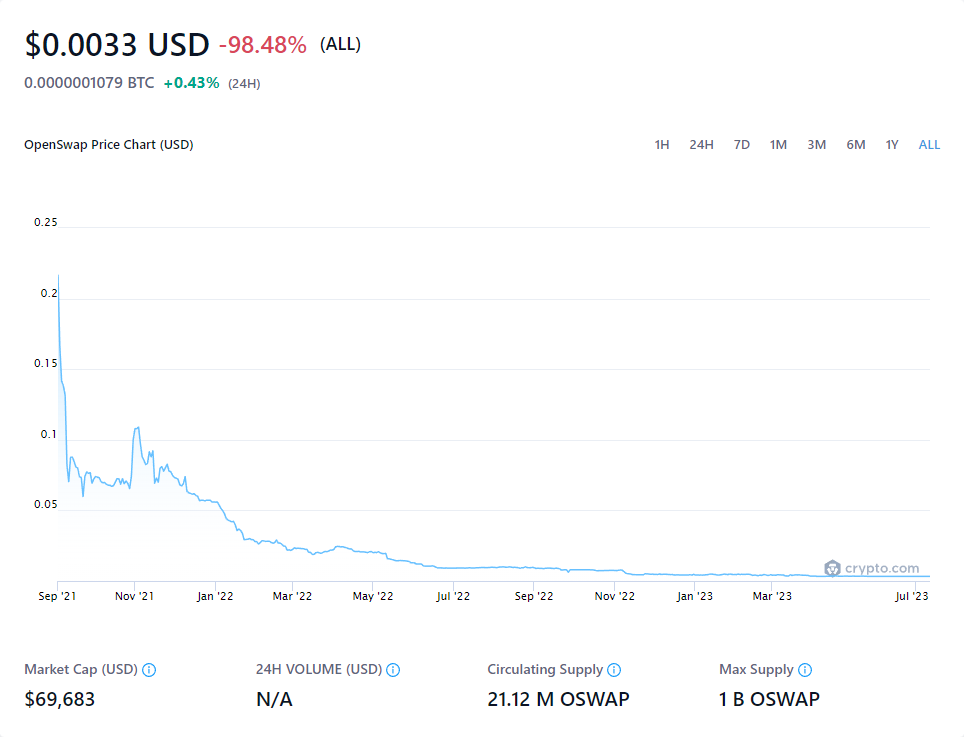 $0.0033 USD -98.48% (ALL)
0.0000001079 BTC +0.43% (24H)
OpenSwap Price Chart (USD) 1H 24H 7D 1M 3M 6M 1Y ALL
0.25
0.2
0.15
0.1
0.05
crypto.com
Sep '21 Nov '21 Jan '22 Mar '22 May '22 Jul '22 Sep '22 Nov '22 Jan '23 Mar '23 Jul '23
Market Cap (USD) 24H VOLUME (USD) Circulating Supply Max Supply
$69,683 N/A 21.12 M OSWAP 1 B OSWAP